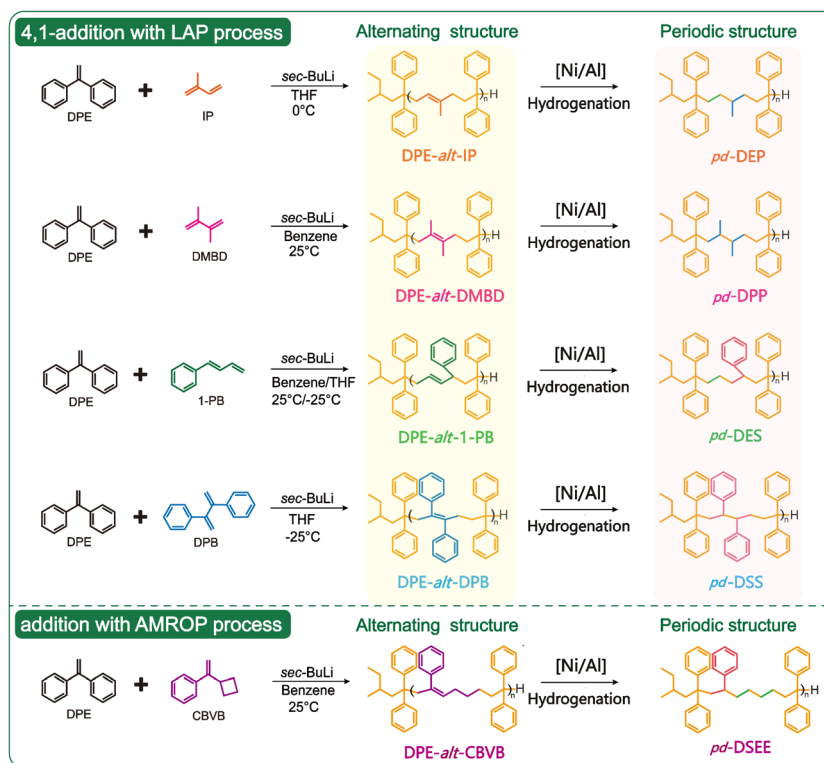 4,1-addition with LAP process
Alternating structure
Periodic structure
DPE
+
IP
sec-BuLi
THF
0°C
( )n H
DPE-alt-IP
[Ni/Al]
Hydrogenation
)n H
pd-DEP
DPE
+
DMBD
sec-BuLi
Benzene
25°C
( )n H
DPE-alt-DMBD
[Ni/Al]
Hydrogenation
)n H
pd-DPP
DPE
+
1-PB
sec-BuLi
Benzene/THF
25°C/-25°C
( )n H
DPE-alt-1-PB
[Ni/Al]
Hydrogenation
)n H
pd-DES
DPE
+
DPB
sec-BuLi
THF
-25°C
( )n H
DPE-alt-DPB
[Ni/Al]
Hydrogenation
)n H
pd-DSS
addition with AMROP process
Alternating structure
Periodic structure
DPE
+
CBVB
sec-BuLi
Benzene
25°C
( )n H
DPE-alt-CBVB
[Ni/Al]
Hydrogenation
)n H
pd-DSEE